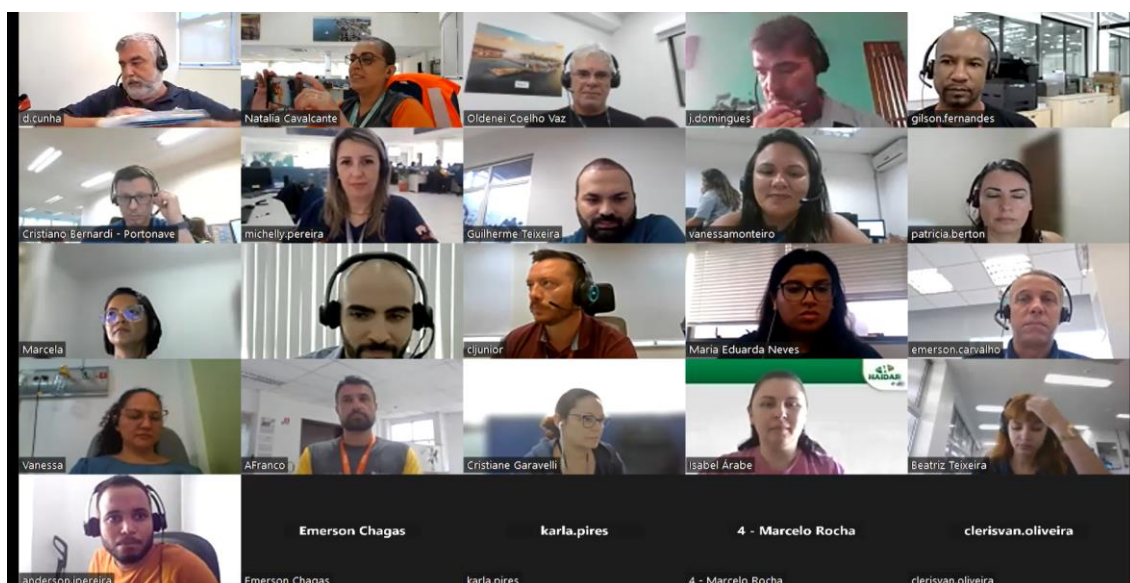 d.cunha
Natalia Cavalcante
Oldenei Coelho Vaz
j.domingues
gilson.fernandes
Cristiano Bernardi - Portonave
michelly.pereira
Guilherme Teixeira
vanessamonteiro
patricia.berton
Marcela
cljunior
Maria Eduarda Neves
emerson.carvalho
HAIDAR
Vanessa
AFranco
Cristiane Garavelli
Isabel Árabe
Beatriz Teixeira
Emerson Chagas
karla.pires
4 - Marcelo Rocha
clerisvan.oliveira
anderson.jpereira
Emerson Chagas
karla.pires
4 - Marcelo Rocha
clerisvan.oliveira